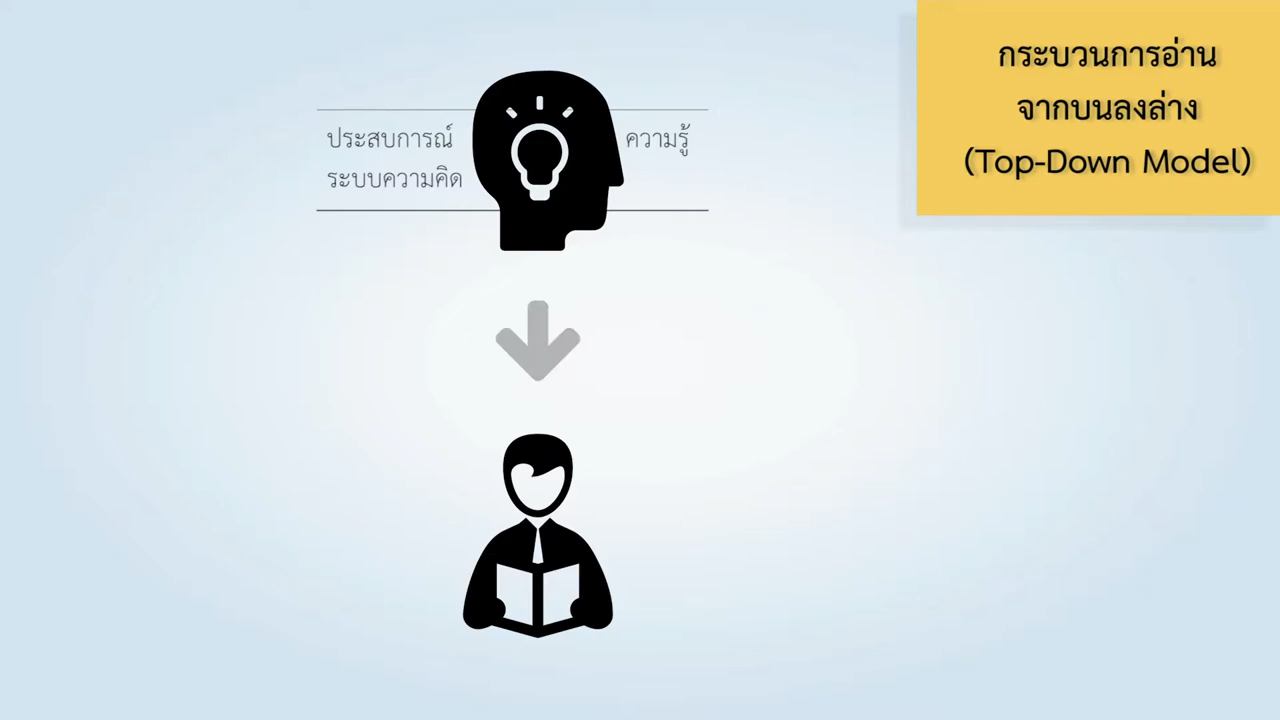 กระบวนการอ่าน
จากบนลงล่าง
(Top-Down Model)
ประสบการณ์
ความรู้
ระบบความคิด